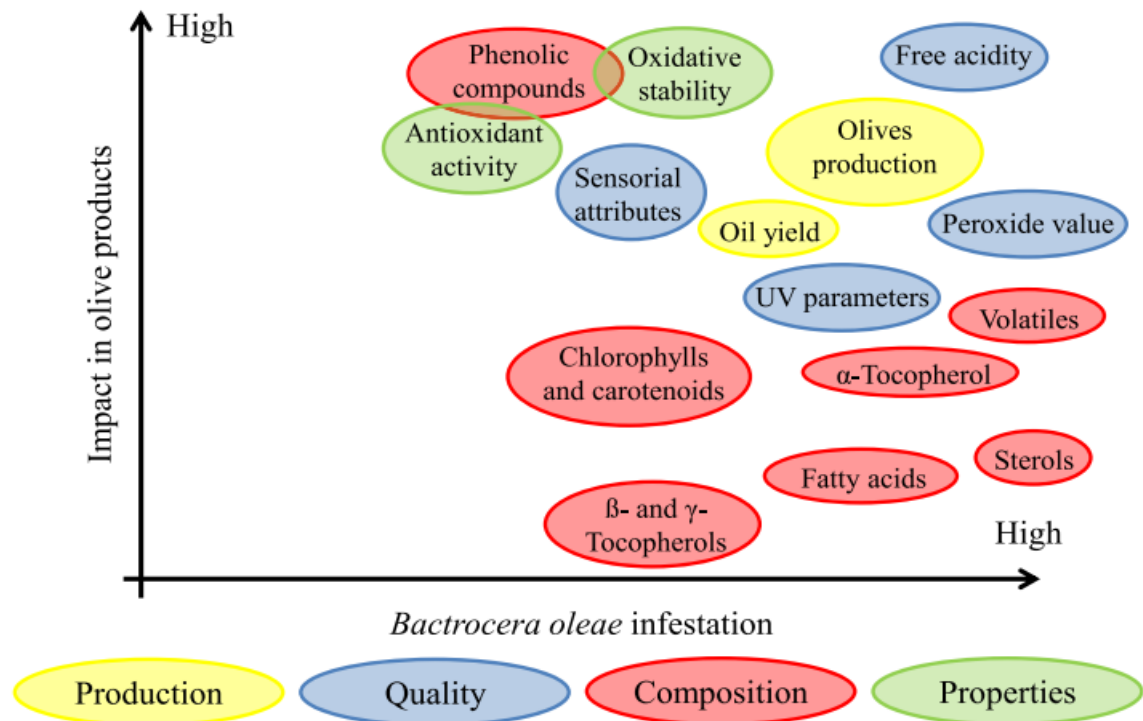 High
Phenolic
compounds
Oxidative
stability
Free acidity
Antioxidant
activity
Olives
production
Sensorial
attributes
Oil yield
Peroxide value
UV parameters
Volatiles
Chlorophylls
and carotenoids
α-Tocopherol
Sterols
Fatty acids
ß- and γ-
Tocopherols
High
Impact in olive products
Bactrocera oleae infestation
Production
Quality
Composition
Properties